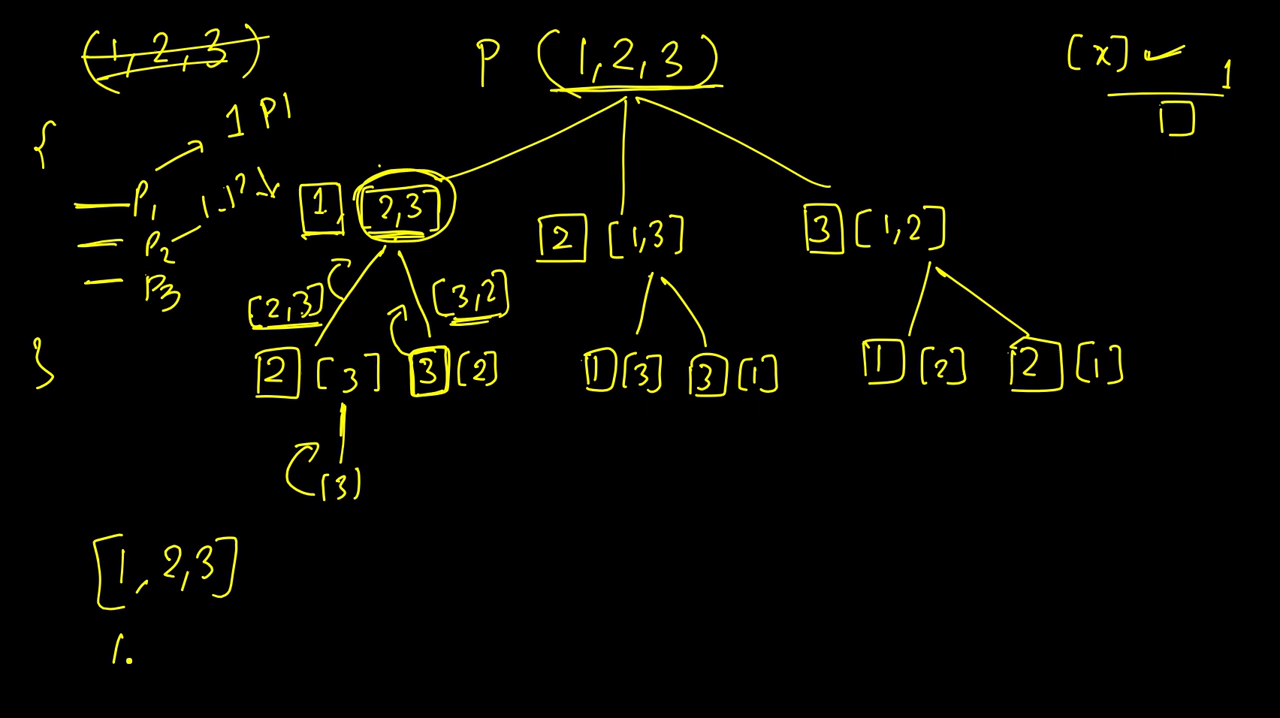 (1,2,3)
P (1,2,3)
[x] ✓ 1
{
1 P1
P1
P2
P3
}
1 [2,3]
2 [1,3]
3 [1,2]
[2,3] [3,2]
2 [3] 3 [2] 1 [3] 3 [1] 1 [2] 2 [1]
[3]
[1, 2,3]